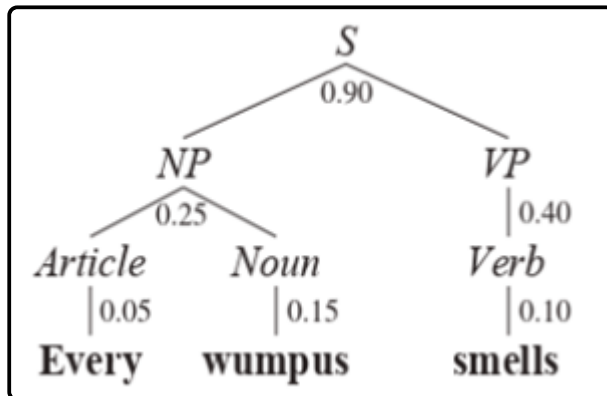 S
0.90
NP VP
0.25 0.40
Article Noun Verb
0.05 0.15 0.10
Every wumpus smells